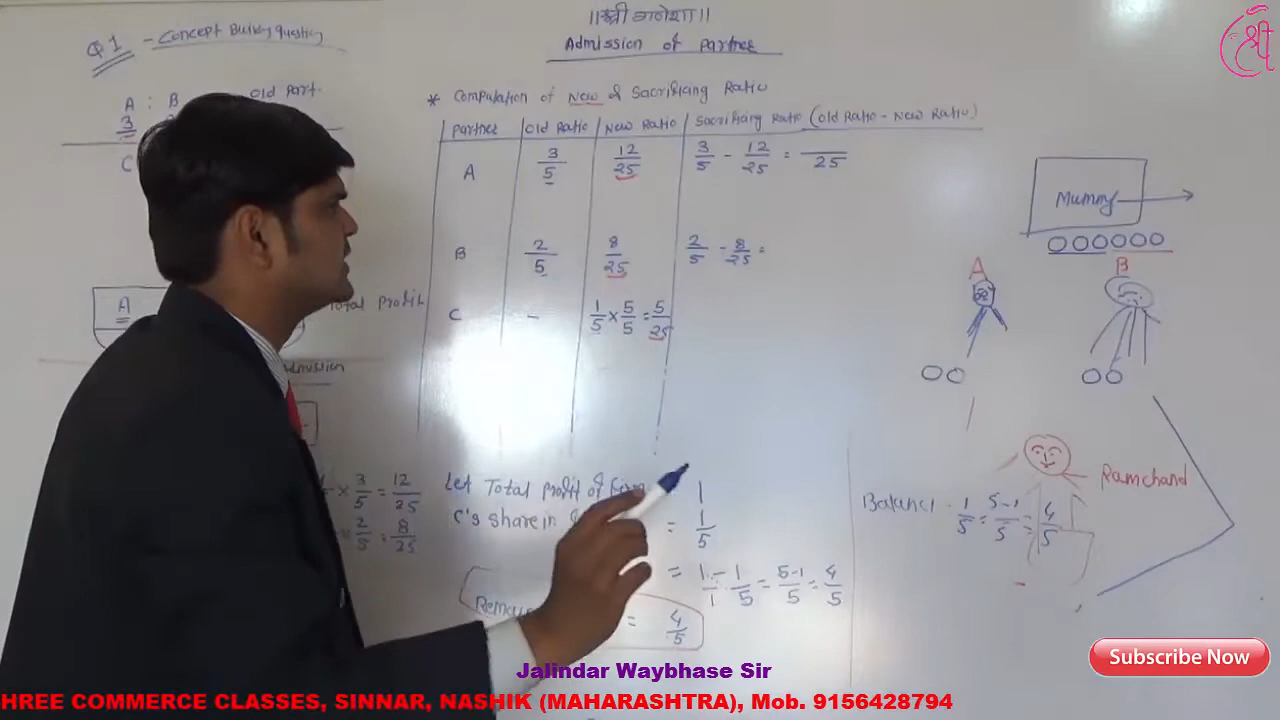 ॥ श्री गणेशा ॥
श्री
Admission of Partner
Q1 - Concept Building question
A : B old Part.
3
C
* Computation of New & Sacrificing Ratio
Partner Old Ratio New Ratio Sacrificing Ratio (Old Ratio - New Ratio)
A 3/5 12/25 3/5 - 12/25 = /25
B 2/5 8/25 2/5 - 8/25 =
C - 1/5 × 5/5 = 5/25
A
Total Profit
Mummy
A B
Ramchand
× 3/5 = 12/25
× 2/5 = 8/25
Let Total Profit of Firm 1
C's share in = 1/5
= 1/1 - 1/5 = 5-1/5 = 4/5
= 4/5
Balance - 1/5 = 5-1/5 = 4/5
Subscribe Now
Jalindar Waybhase Sir
HREE COMMERCE CLASSES, SINNAR, NASHIK (MAHARASHTRA), Mob. 9156428794